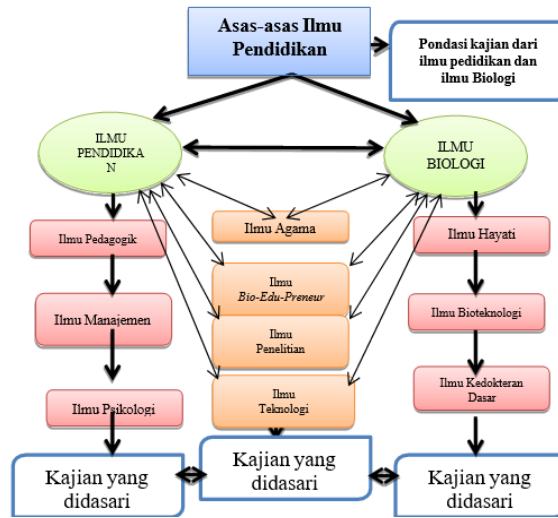 Asas-asas Ilmu
Pendidikan
Pondasi kajian dari
ilmu pedidikan dan
ilmu Biologi
ILMU
PENDIDIKA
N
ILMU
BIOLOGI
Ilmu Agama
Ilmu Pedagogik
Ilmu Hayati
Ilmu
Bio-Edu-Preneur
Ilmu Manajemen
Ilmu Bioteknologi
Ilmu
Penelitian
Ilmu Psikologi
Ilmu
Teknologi
Ilmu Kedokteran
Dasar
Kajian yang
didasari
Kajian yang
didasari
Kajian yang
didasari